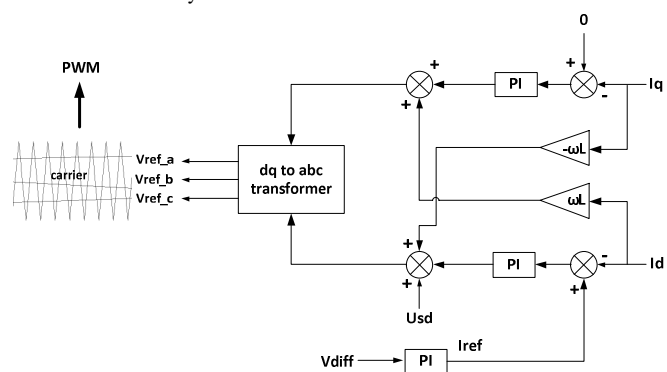 0
PWM
+
+
+
PI
-
Iq
+
-ωL
carrier
Vref_a
Vref_b
Vref_c
dq to abc
transformer
ωL
+
+
PI
-
Id
+
Usd
Iref
Vdiff
PI